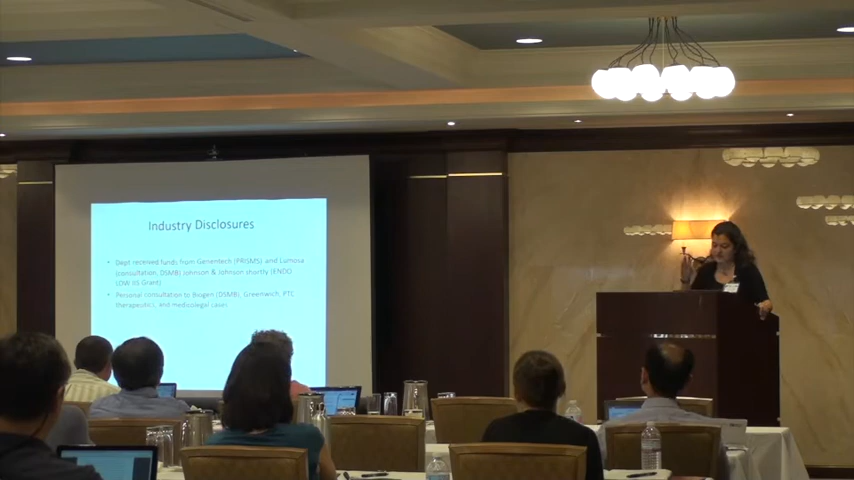 Industry Disclosures
• Dept received funds from Genentech (PRISMS) and Lumosa
(consultation, DSMB) Johnson & Johnson shortly (ENDO
LOW IIS Grant)
• Personal consultation to Biogen (DSMB), Greenwich, PTC
therapeutics, and medicolegal case)